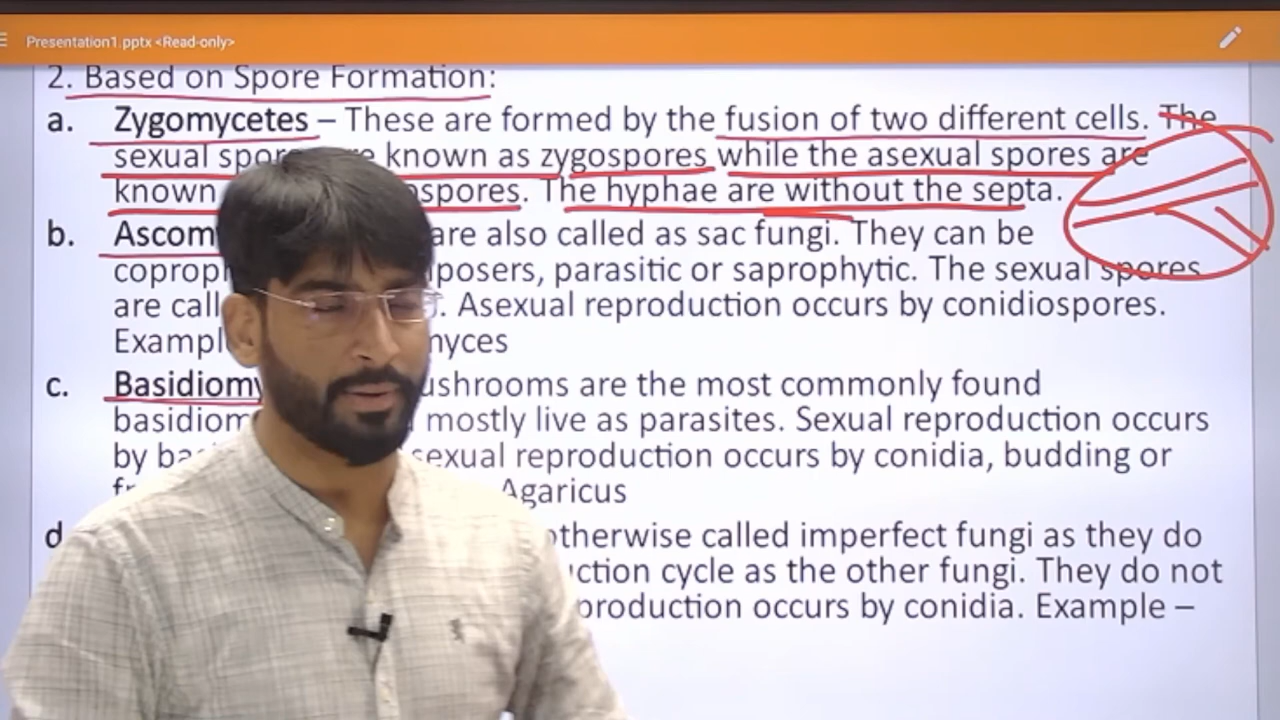 Presentation1.pptx <Read-only>
2. Based on Spore Formation:
a. Zygomycetes – These are formed by the fusion of two different cells. The
sexual spor e known as zygospores while the asexual spores are
known spores. The hyphae are without the septa.
b. Ascom are also called as sac fungi. They can be
coprop posers, parasitic or saprophytic. The sexual spores
are call . Asexual reproduction occurs by conidiospores.
Exampl myces
c. Basidiomy ushrooms are the most commonly found
basidiom mostly live as parasites. Sexual reproduction occurs
by ba sexual reproduction occurs by conidia, budding or
fr Agaricus
d otherwise called imperfect fungi as they do
uction cycle as the other fungi. They do not
production occurs by conidia. Example –